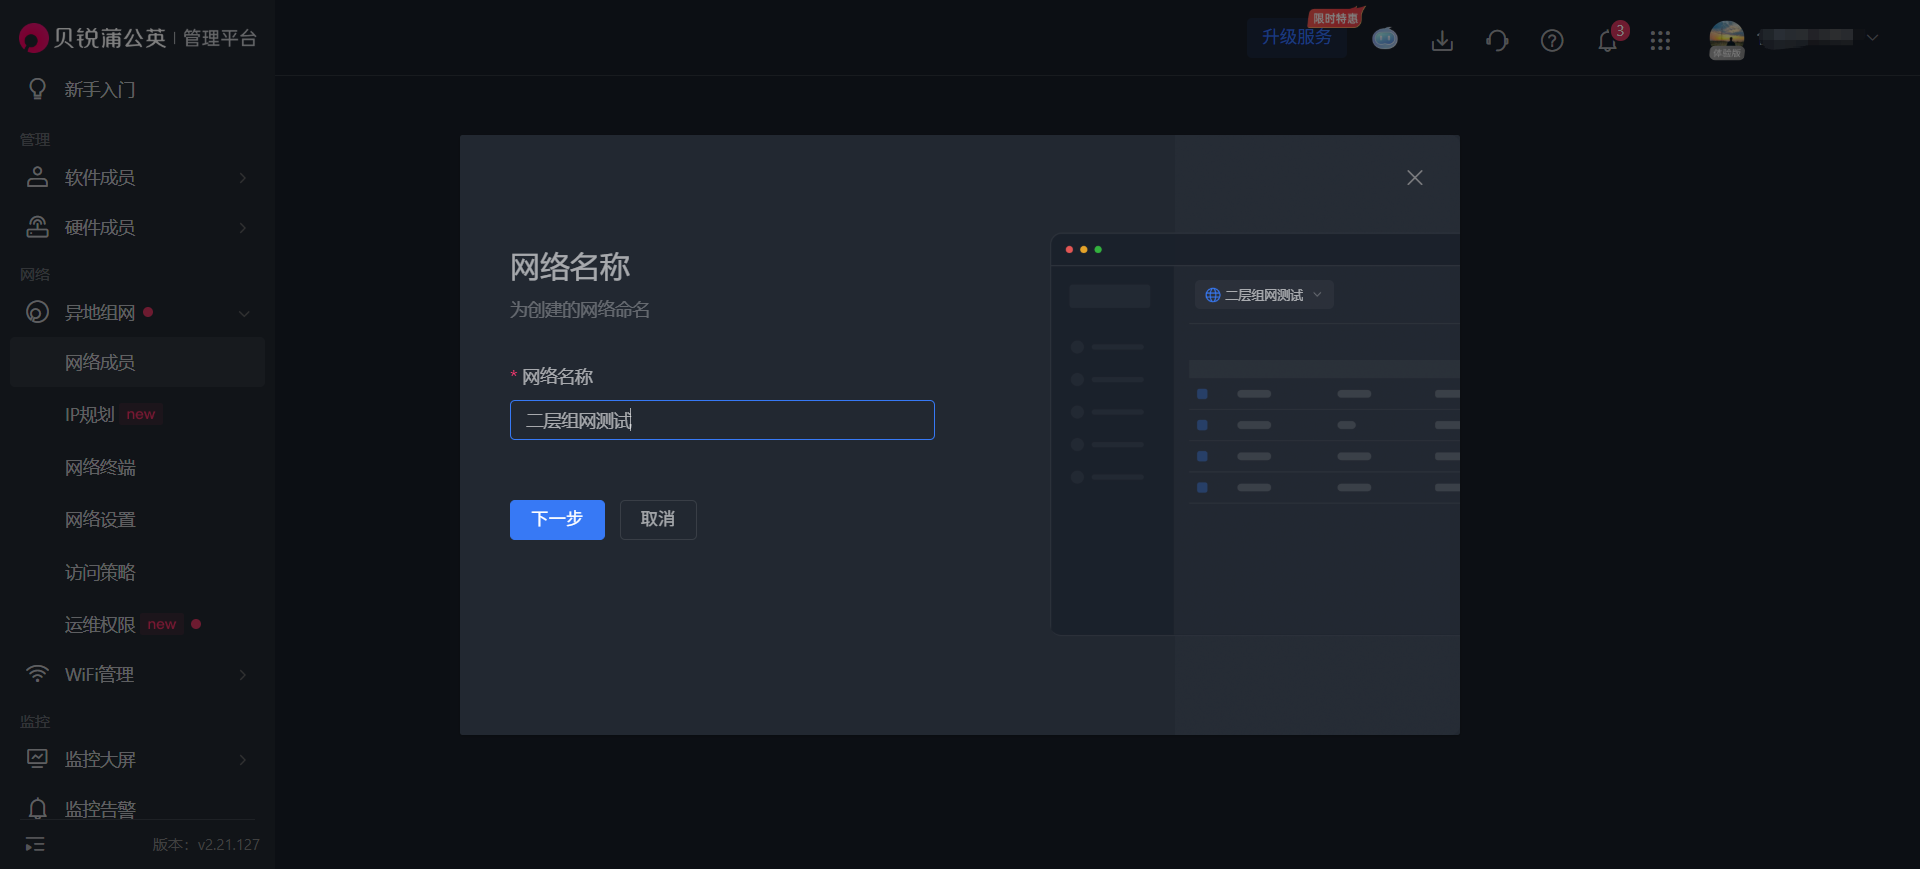 贝锐蒲公英 | 管理平台
限时特惠
升级服务
3
体验版
新手入门
管理
软件成员
硬件成员
网络
异地组网
网络成员
IP规划 new
网络终端
网络设置
访问策略
运维权限 new
WiFi管理
监控
监控大屏
监控告警
版本：v2.21.127
网络名称
为创建的网络命名
* 网络名称
二层组网测试
下一步 取消
二层组网测试